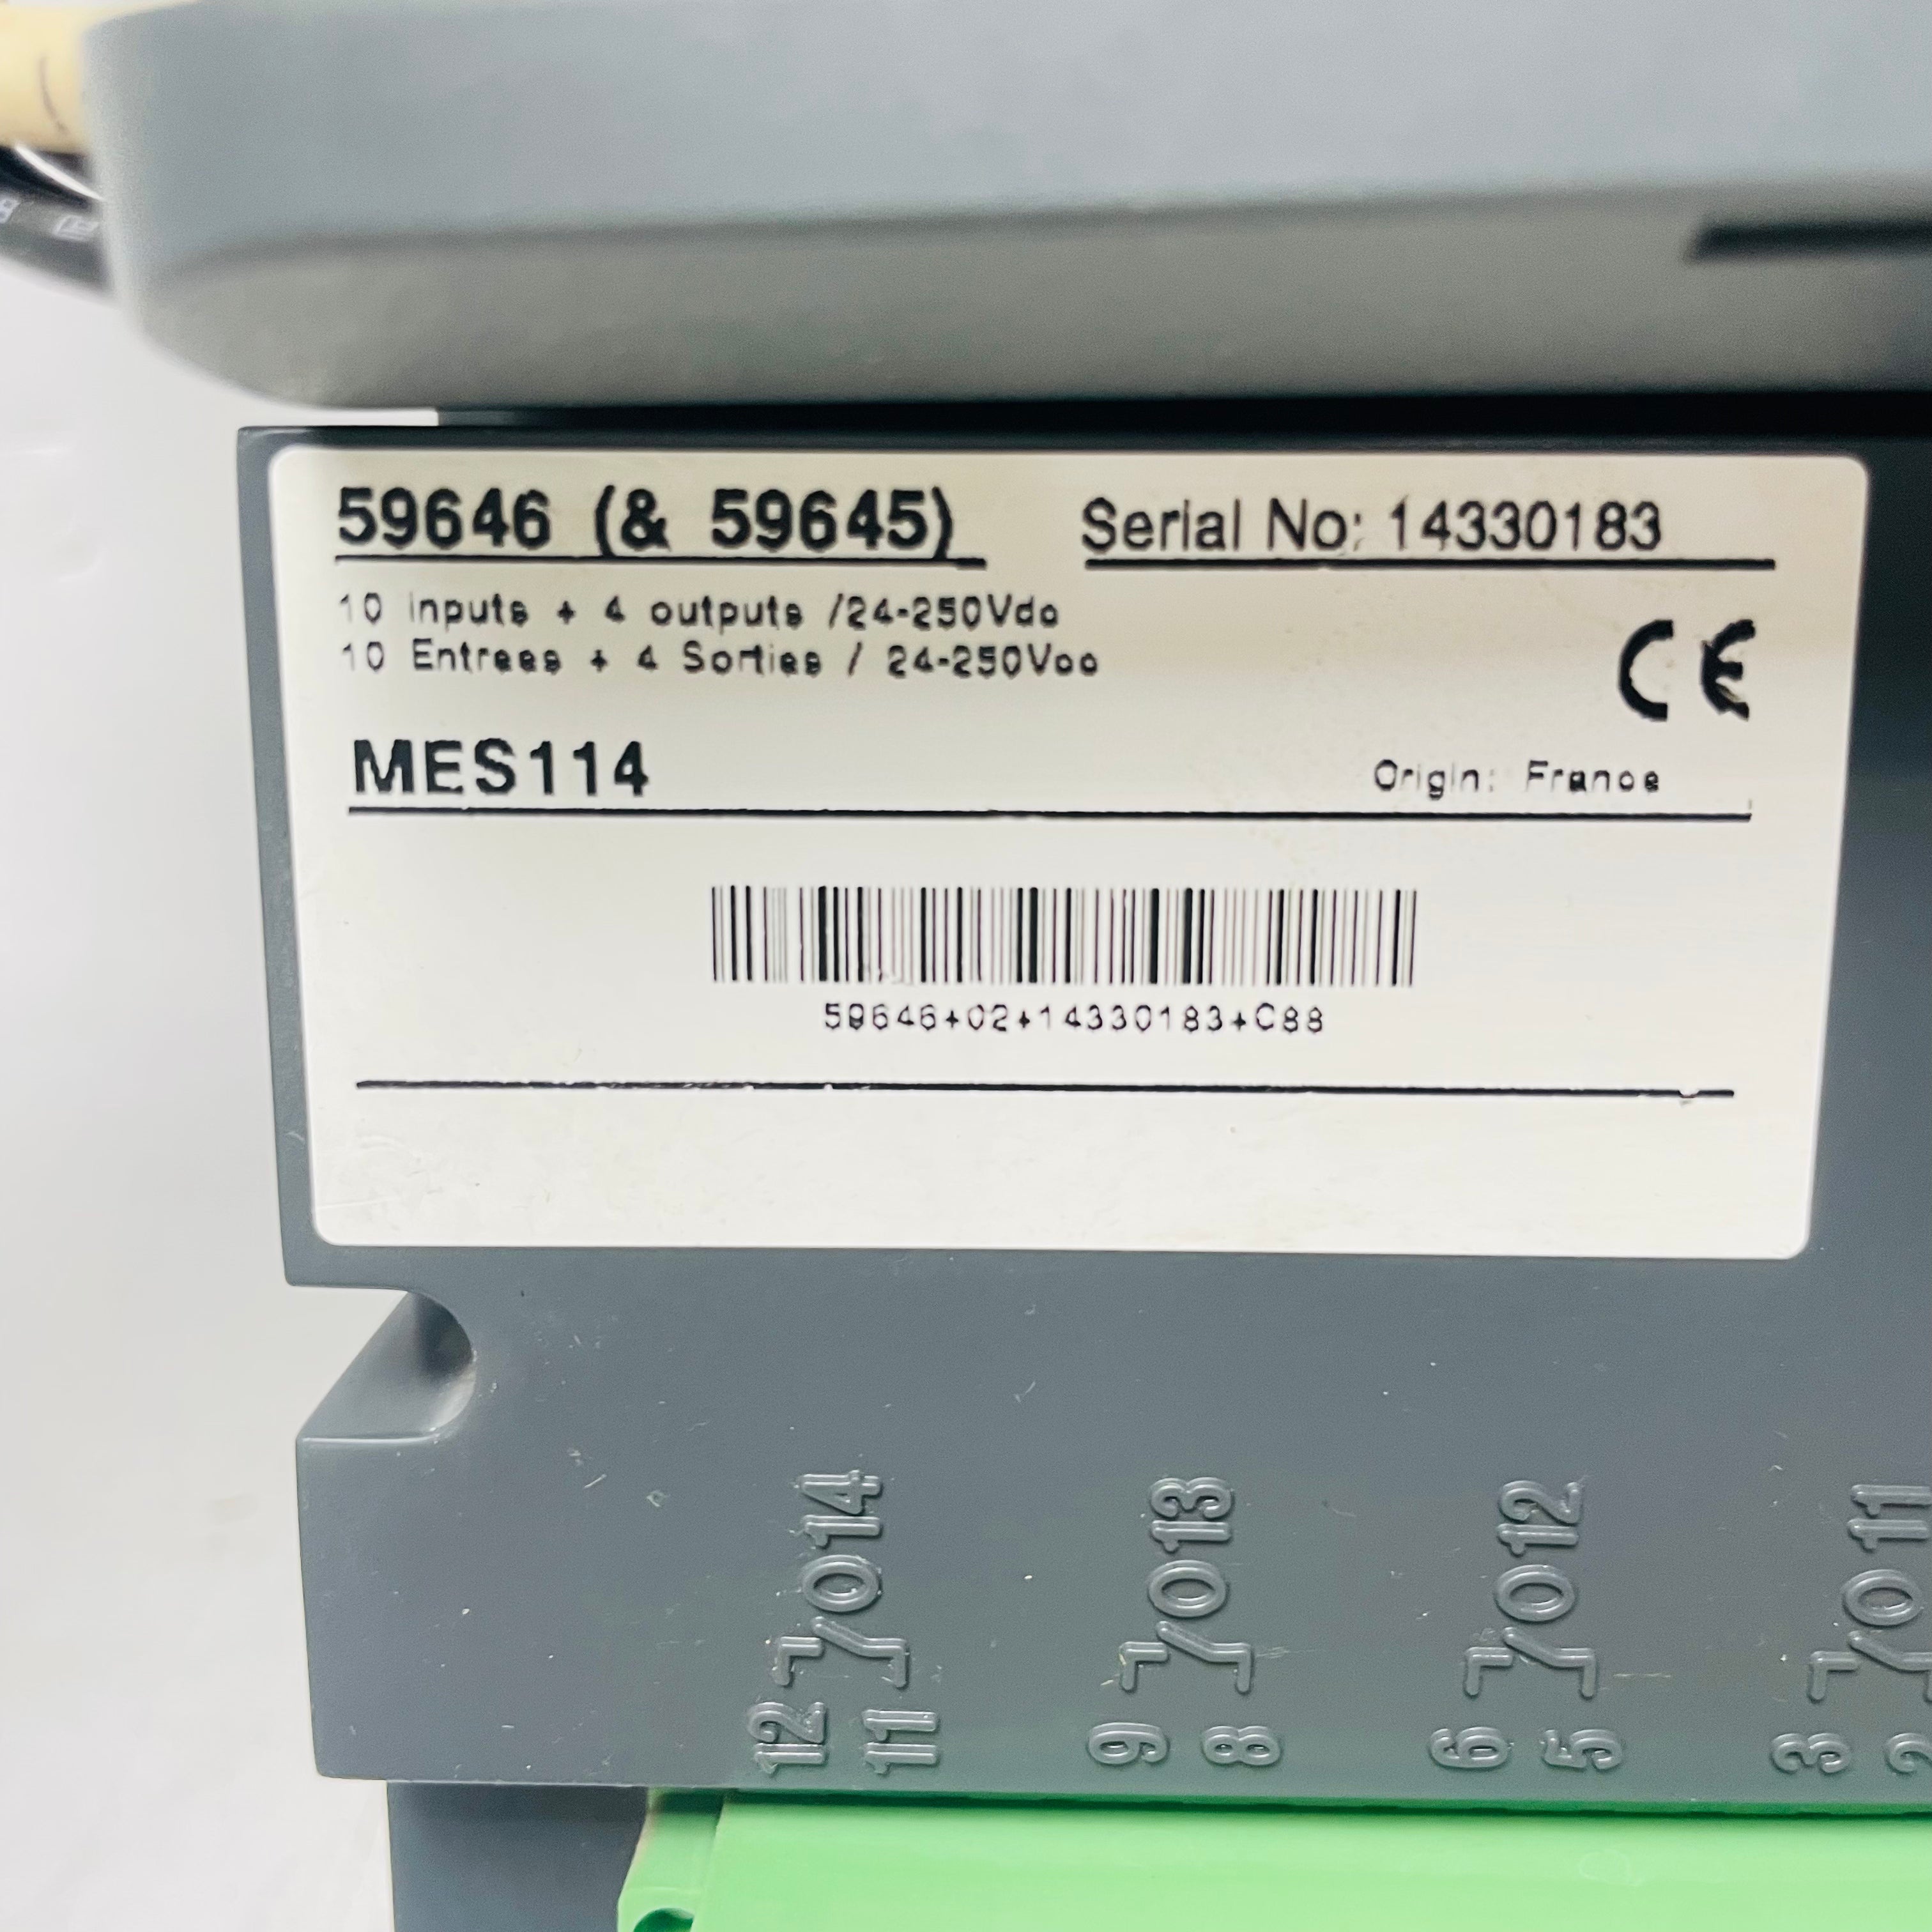 59646 (& 59645)
Serial No: 14330183
10 inputs + 4 outputs /24-250Vdc
10 Entrees + 4 Sorties / 24-250Vcc
CE
MES114
Origin: France
59646+02+14330183+C88
O14
12
11
O13
9
8
O12
6
5
O11
3
2